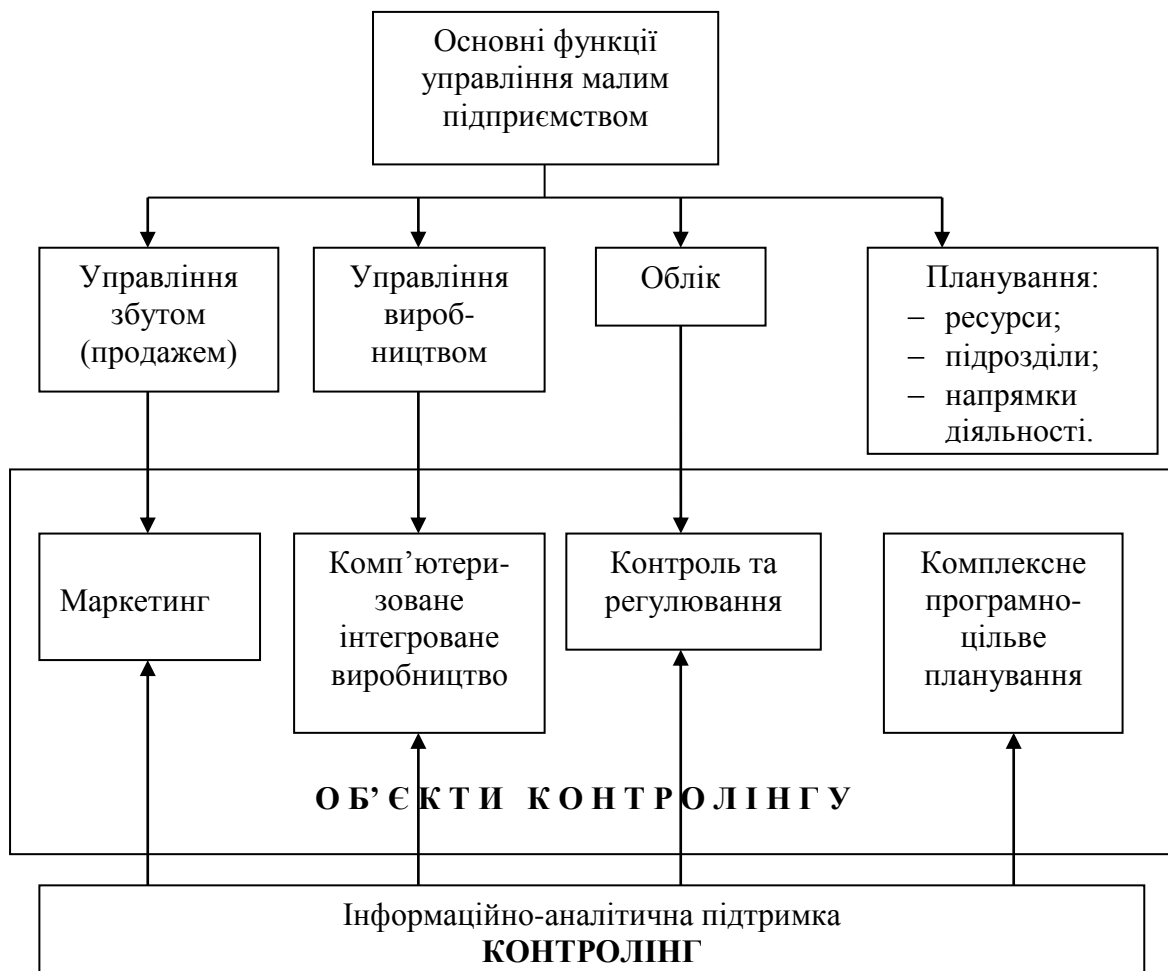 Основні функції
управління малим
підприємством
Управління
збутом
(продажем)
Управління
вироб-
ництвом
Облік
Планування:
– ресурси;
– підрозділи;
– напрямки
діяльності.
Маркетинг
Комп’ютери-
зоване
інтегроване
виробництво
Контроль та
регулювання
Комплексне
програмно-
цільве
планування
О Б’ Є К Т И К О Н Т Р О Л І Н Г У
Інформаційно-аналітична підтримка
КОНТРОЛІНГ